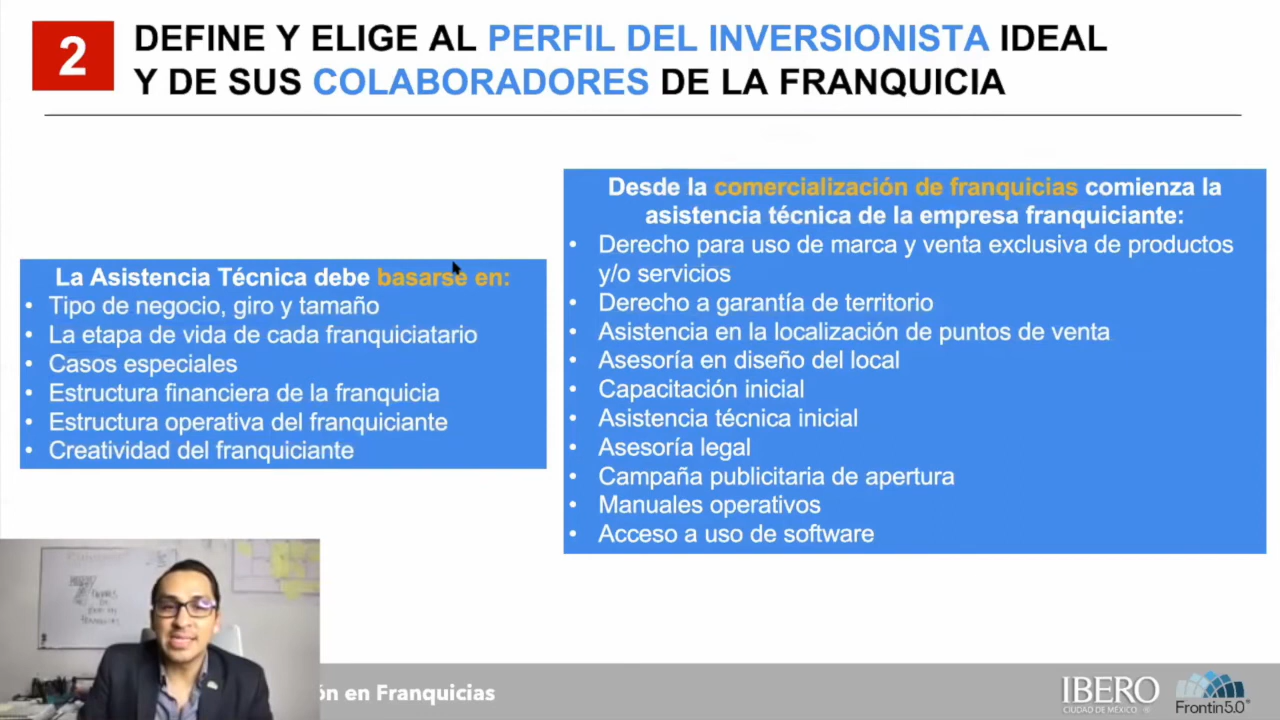 2
DEFINE Y ELIGE AL PERFIL DEL INVERSIONISTA IDEAL
Y DE SUS COLABORADORES DE LA FRANQUICIA
La Asistencia Técnica debe basarse en:
• Tipo de negocio, giro y tamaño
• La etapa de vida de cada franquiciatario
• Casos especiales
• Estructura financiera de la franquicia
• Estructura operativa del franquiciante
• Creatividad del franquiciante
Desde la comercialización de franquicias comienza la
asistencia técnica de la empresa franquiciante:
• Derecho para uso de marca y venta exclusiva de productos
y/o servicios
• Derecho a garantía de territorio
• Asistencia en la localización de puntos de venta
• Asesoría en diseño del local
• Capacitación inicial
• Asistencia técnica inicial
• Asesoría legal
• Campaña publicitaria de apertura
• Manuales operativos
• Acceso a uso de software
ón en Franquicias
IBERO
CIUDAD DE MÉXICO ®
Frontin5.0